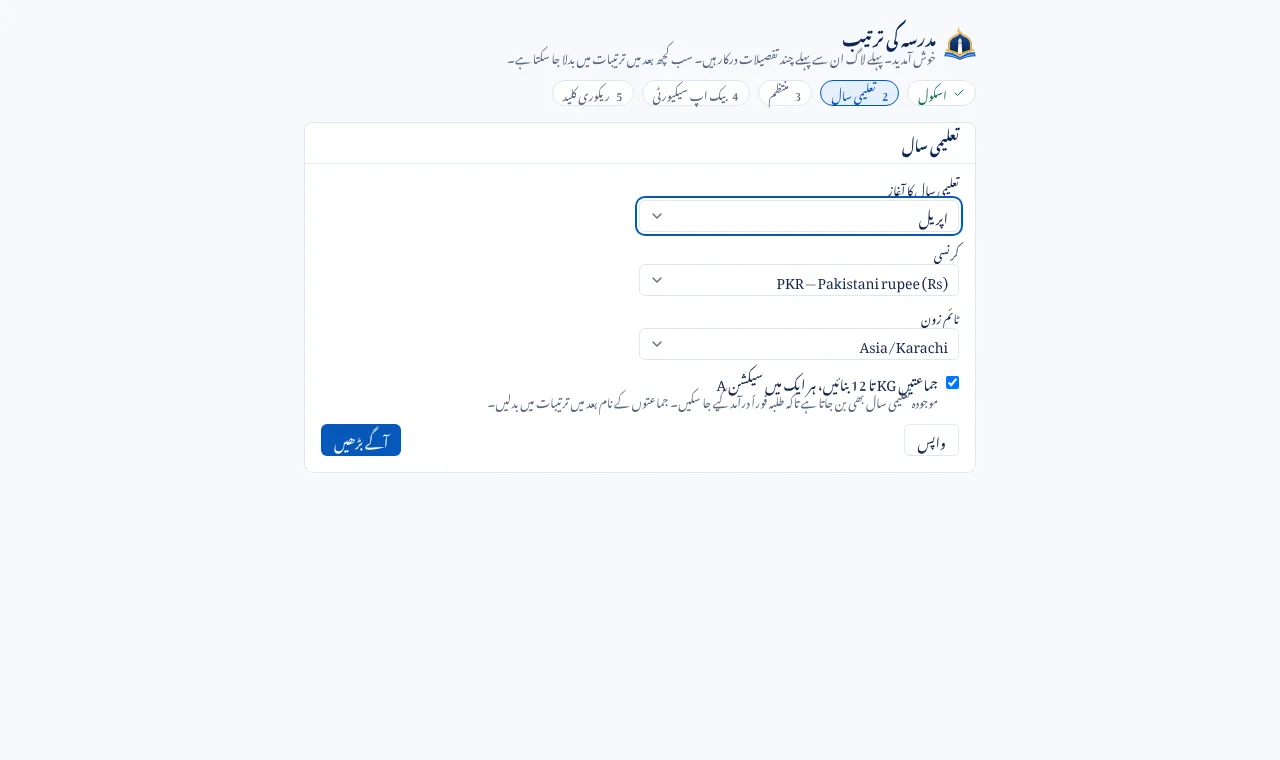 مدرسہ کی ترتیب
خوش آمدید۔ پہلے لاگ ان سے پہلے چند تفصیلات درکار ہیں۔ سب کچھ بعد میں ترتیبات میں بدلا جا سکتا ہے۔
اسکول
2 تعلیمی سال
3 منتظم
4 بیک اپ سیکیورٹی
5 ریکوری کلید
تعلیمی سال
تعلیمی سال کا آغاز
اپریل
کرنسی
PKR — Pakistani rupee (Rs)
ٹائم زون
Asia/Karachi
جماعتیں KG تا 12 بنائیں، ہر ایک میں سیکشن A
موجودہ تعلیمی سال بھی بن جاتا ہے تاکہ طلبہ فوراً درآمد کیے جا سکیں۔ جماعتوں کے نام بعد میں ترتیبات میں بدلیں۔
واپس
آگے بڑھیں